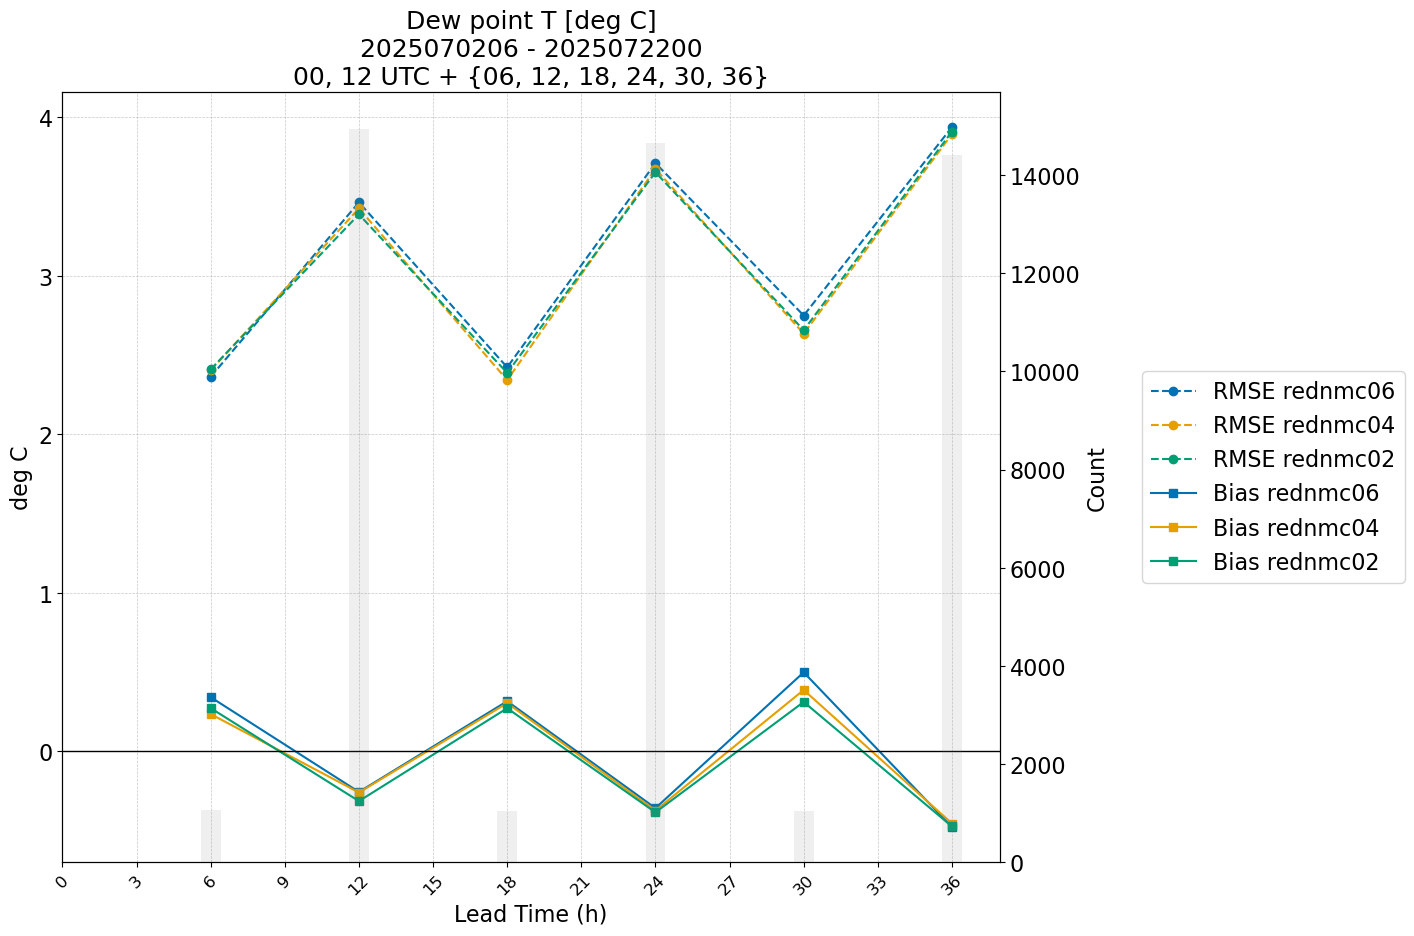 Dew point T [deg C]
2025070206 - 2025072200
00, 12 UTC + {06, 12, 18, 24, 30, 36}
4
3
2
1
0
deg C
14000
12000
10000
8000
6000
4000
2000
0
Count
0 3 6 9 12 15 18 21 24 27 30 33 36
Lead Time (h)
RMSE rednmc06
RMSE rednmc04
RMSE rednmc02
Bias rednmc06
Bias rednmc04
Bias rednmc02